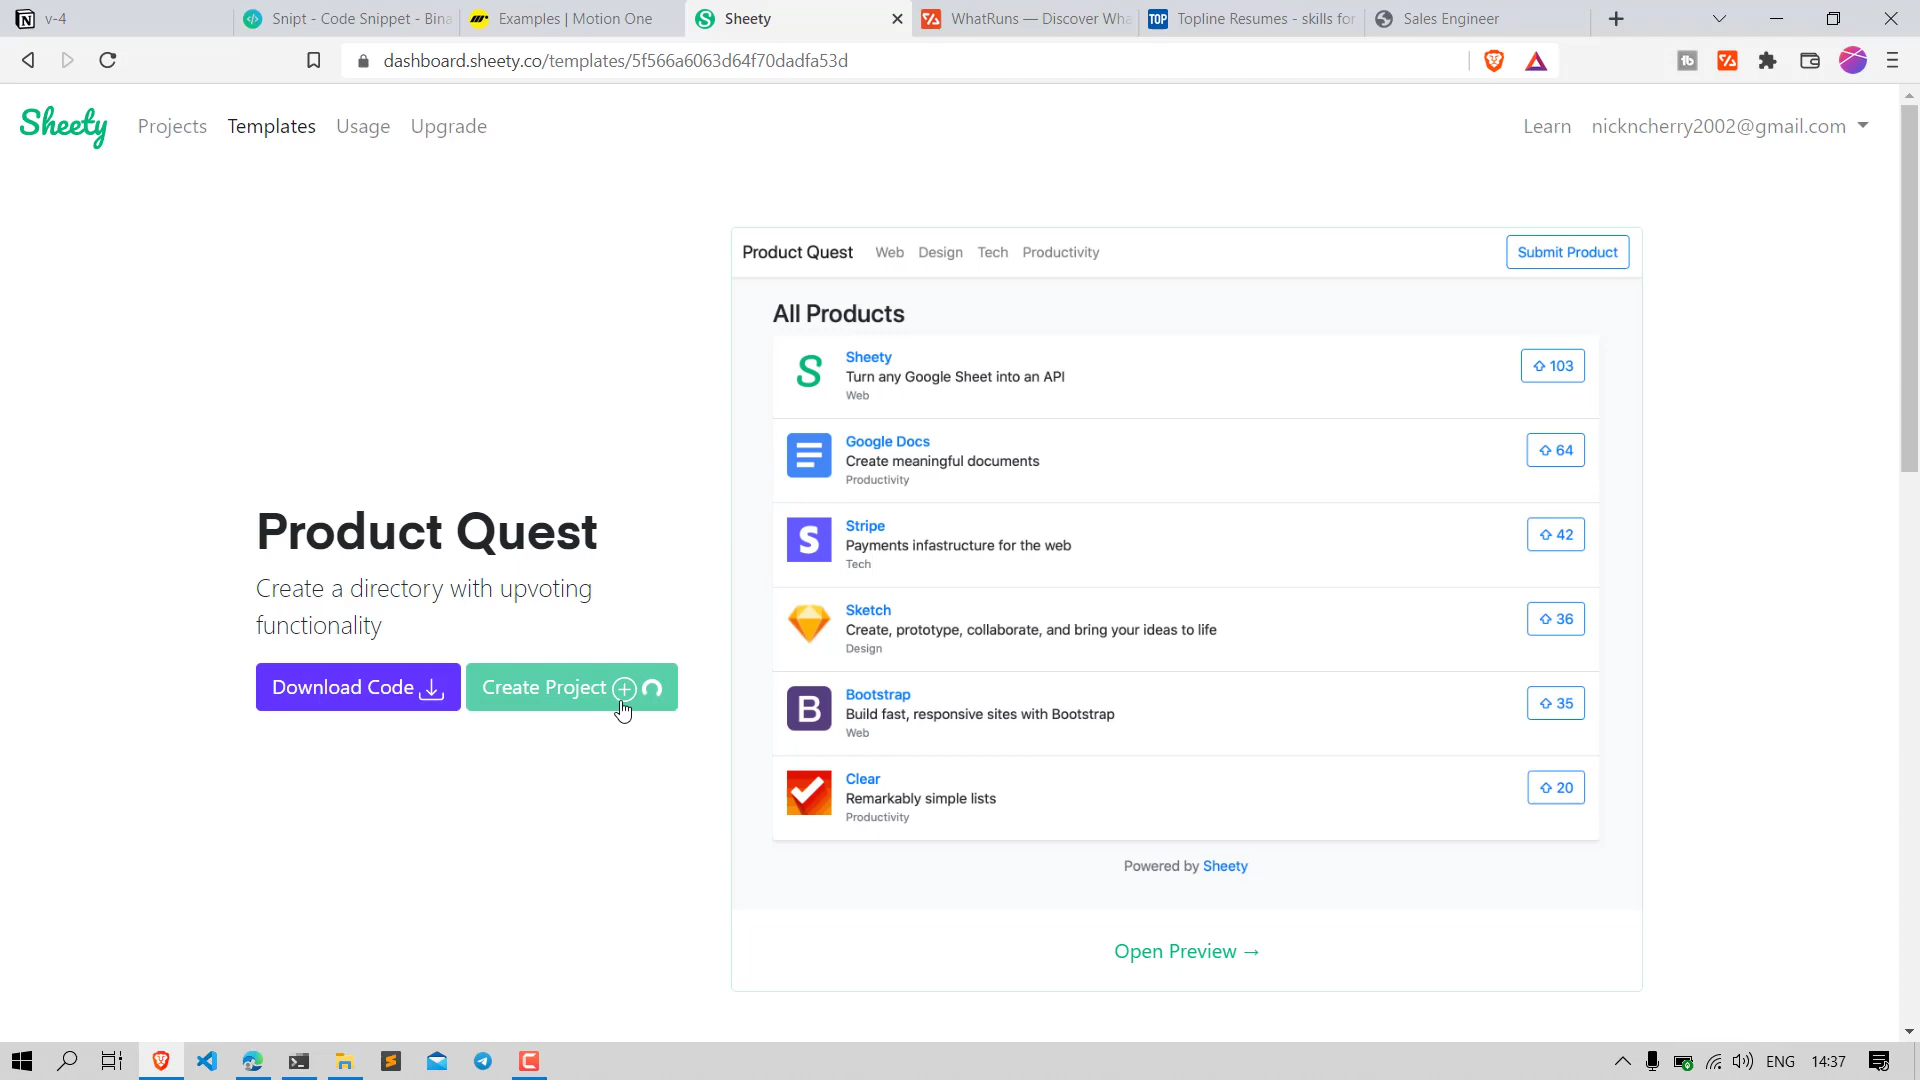 v-4
Snipt - Code Snippet - Bina
Examples | Motion One
Sheety
WhatRuns — Discover Wha
TOP
Topline Resumes - skills for
Sales Engineer
dashboard.sheety.co/templates/5f566a6063d64f70dadfa53d
Sheety
Projects
Templates
Usage
Upgrade
Learn
nickncherry2002@gmail.com
Product Quest
Create a directory with upvoting
functionality
Download Code
Create Project
Product Quest
Web
Design
Tech
Productivity
Submit Product
All Products
Sheety
Turn any Google Sheet into an API
Web
103
Google Docs
Create meaningful documents
Productivity
64
Stripe
Payments infastructure for the web
Tech
42
Sketch
Create, prototype, collaborate, and bring your ideas to life
Design
36
Bootstrap
Build fast, responsive sites with Bootstrap
Web
35
Clear
Remarkably simple lists
Productivity
20
Powered by Sheety
Open Preview →
ENG
14:37